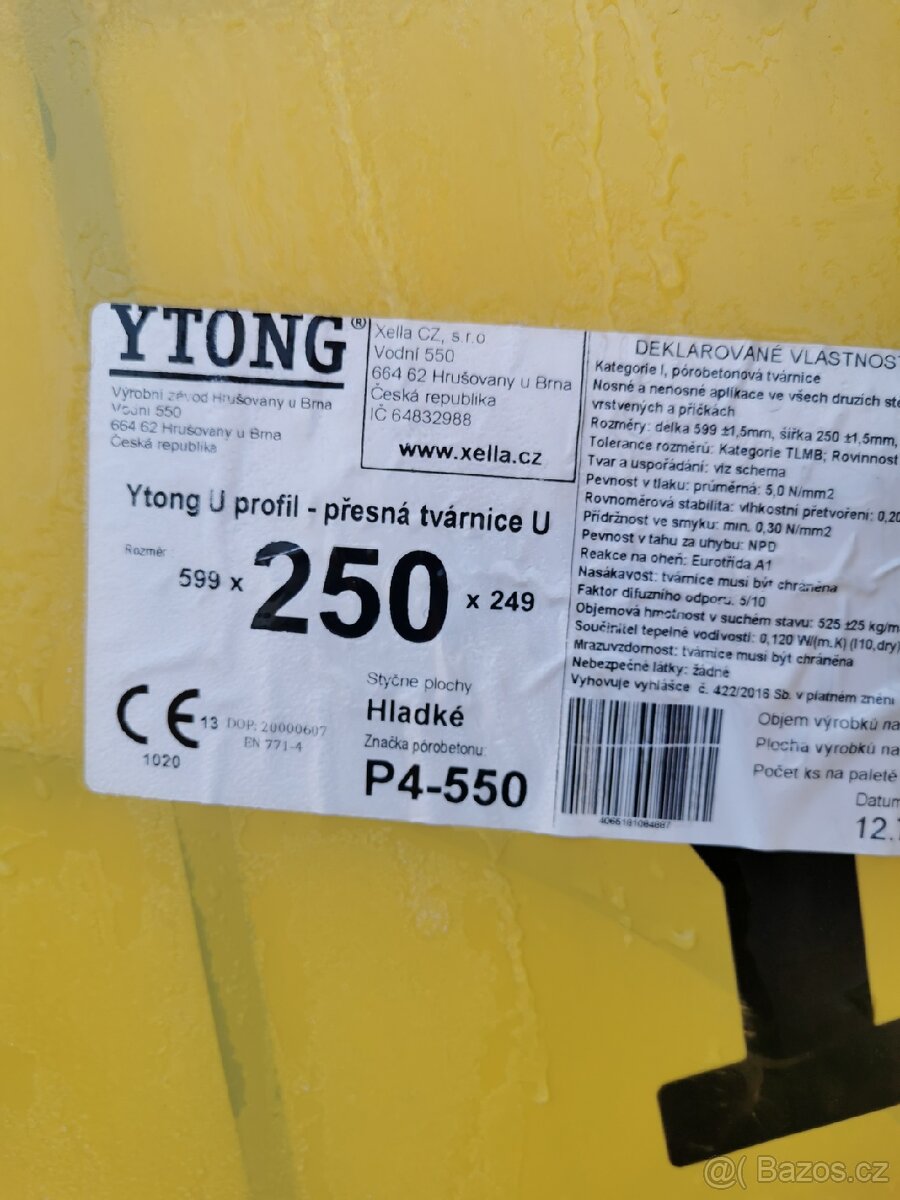 YTONG®
Výrobní závod Hrušovany u Brna
Vodní 550
664 62 Hrušovany u Brna
Česká republika
Xella CZ, s.r.o
Vodní 550
664 62 Hrušovany u Brna
Česká republika
IČ 64832988
www.xella.cz
Ytong U profil - přesná tvárnice U
Rozměr
599 x 250 x 249
CE 13 DOP: 20000607
EN 771-4
1020
Styčne plochy
Hladké
Značka pórobetonu:
P4-550
DEKLAROVANÉ VLASTNOST
Kategorie I, pórobetonová tvárnice
Nosné a nenosné aplikace ve všech druzích stě
vrstvených a příčkách
Rozměry: délka 599 ±1,5mm, šířka 250 ±1,5mm,
Tolerance rozměrů: Kategorie TLMB; Rovinnost
Tvar a uspořádání: viz schema
Pevnost v tlaku: průměrná: 5,0 N/mm2
Rovnoměrová stabilita: vlhkostní přetvoření: 0,20
Přídržnost ve smyku: min. 0,30 N/mm2
Pevnost v tahu za ohybu: NPD
Reakce na oheň: Eurotřída A1
Nasákavost: tvárnice musí být chráněna
Faktor difuzního odporu: 5/10
Objemová hmotnost v suchém stavu: 525 ±25 kg/m
Součinitel tepelné vodivosti: 0,120 W/(m.K) (λ10,dry)
Mrazuvzdornost: tvárnice musí být chráněna
Nebezpečné látky: žádné
Vyhovuje vyhlášce č. 422/2016 Sb. v platném znění
4065181084887
Objem výrobků na
Plocha výrobků na
Počet ks na paletě
Datum
12.
@( Bazos.cz